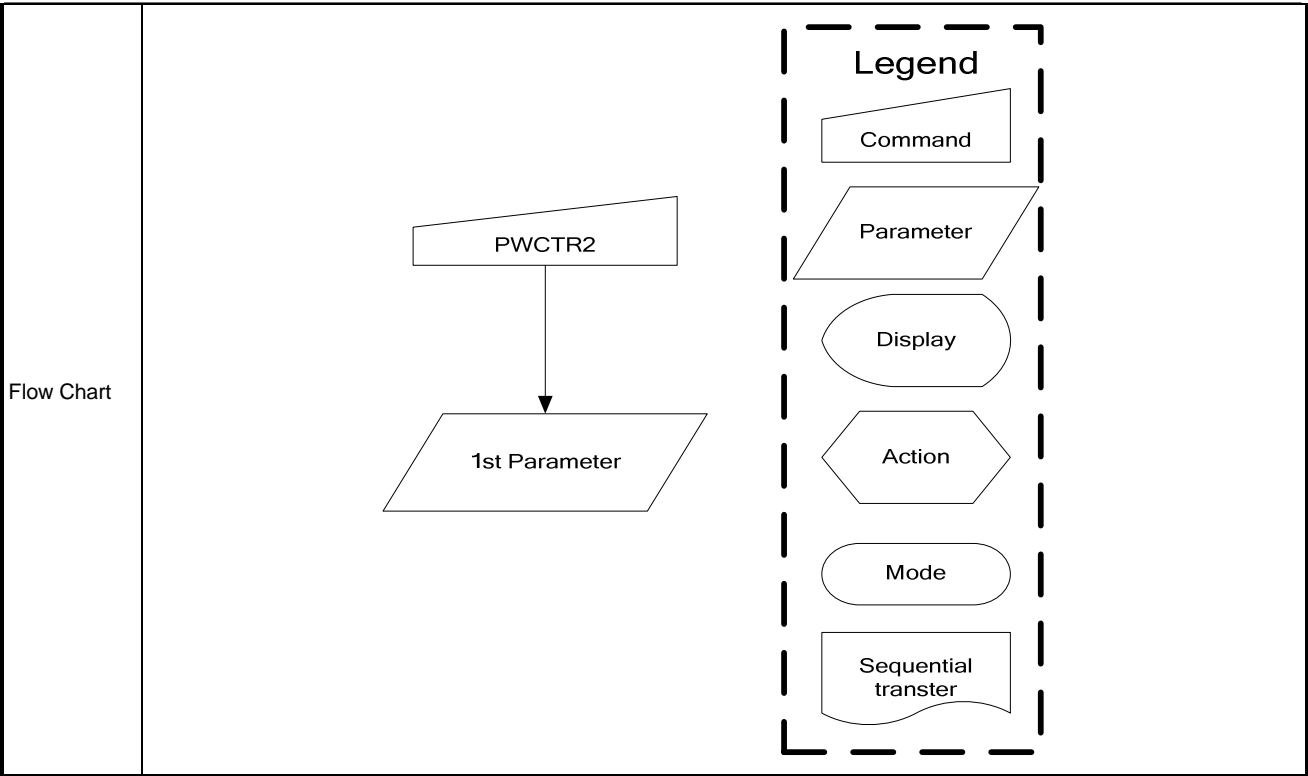 Flow Chart
PWCTR2
1st Parameter
Legend
Command
Parameter
Display
Action
Mode
Sequential
transter